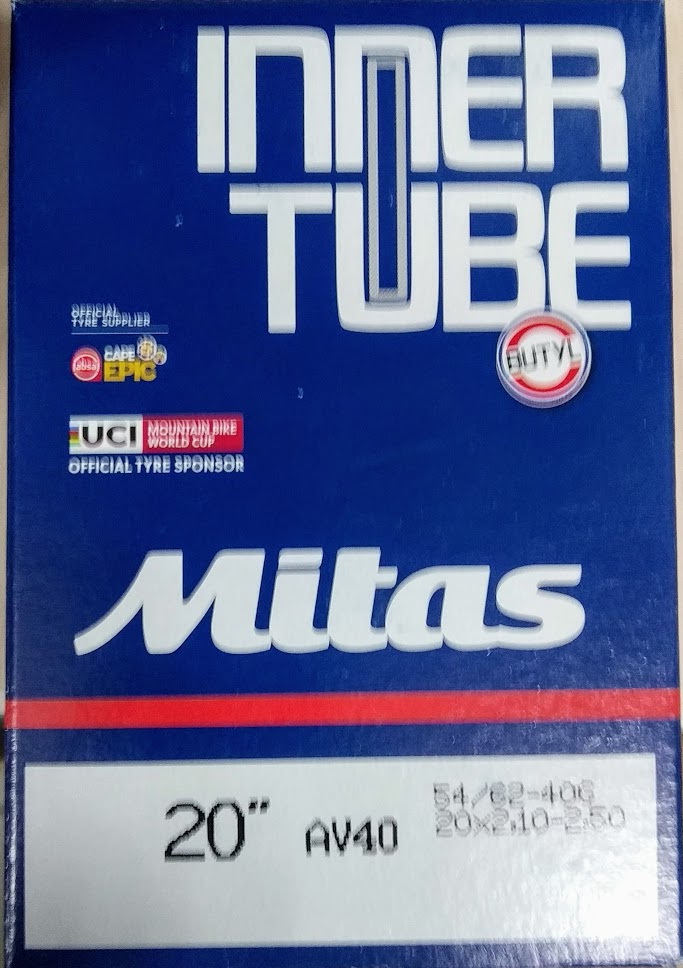 INNER
TUBE
BUTYL
OFFICIAL
TYRE SUPPLIER
absa
CAPE
EPIC
UCI
MOUNTAIN BIKE
WORLD CUP
OFFICIAL TYRE SPONSOR
Mitas
20" AV40
54/62-406
20x2,10-2,50